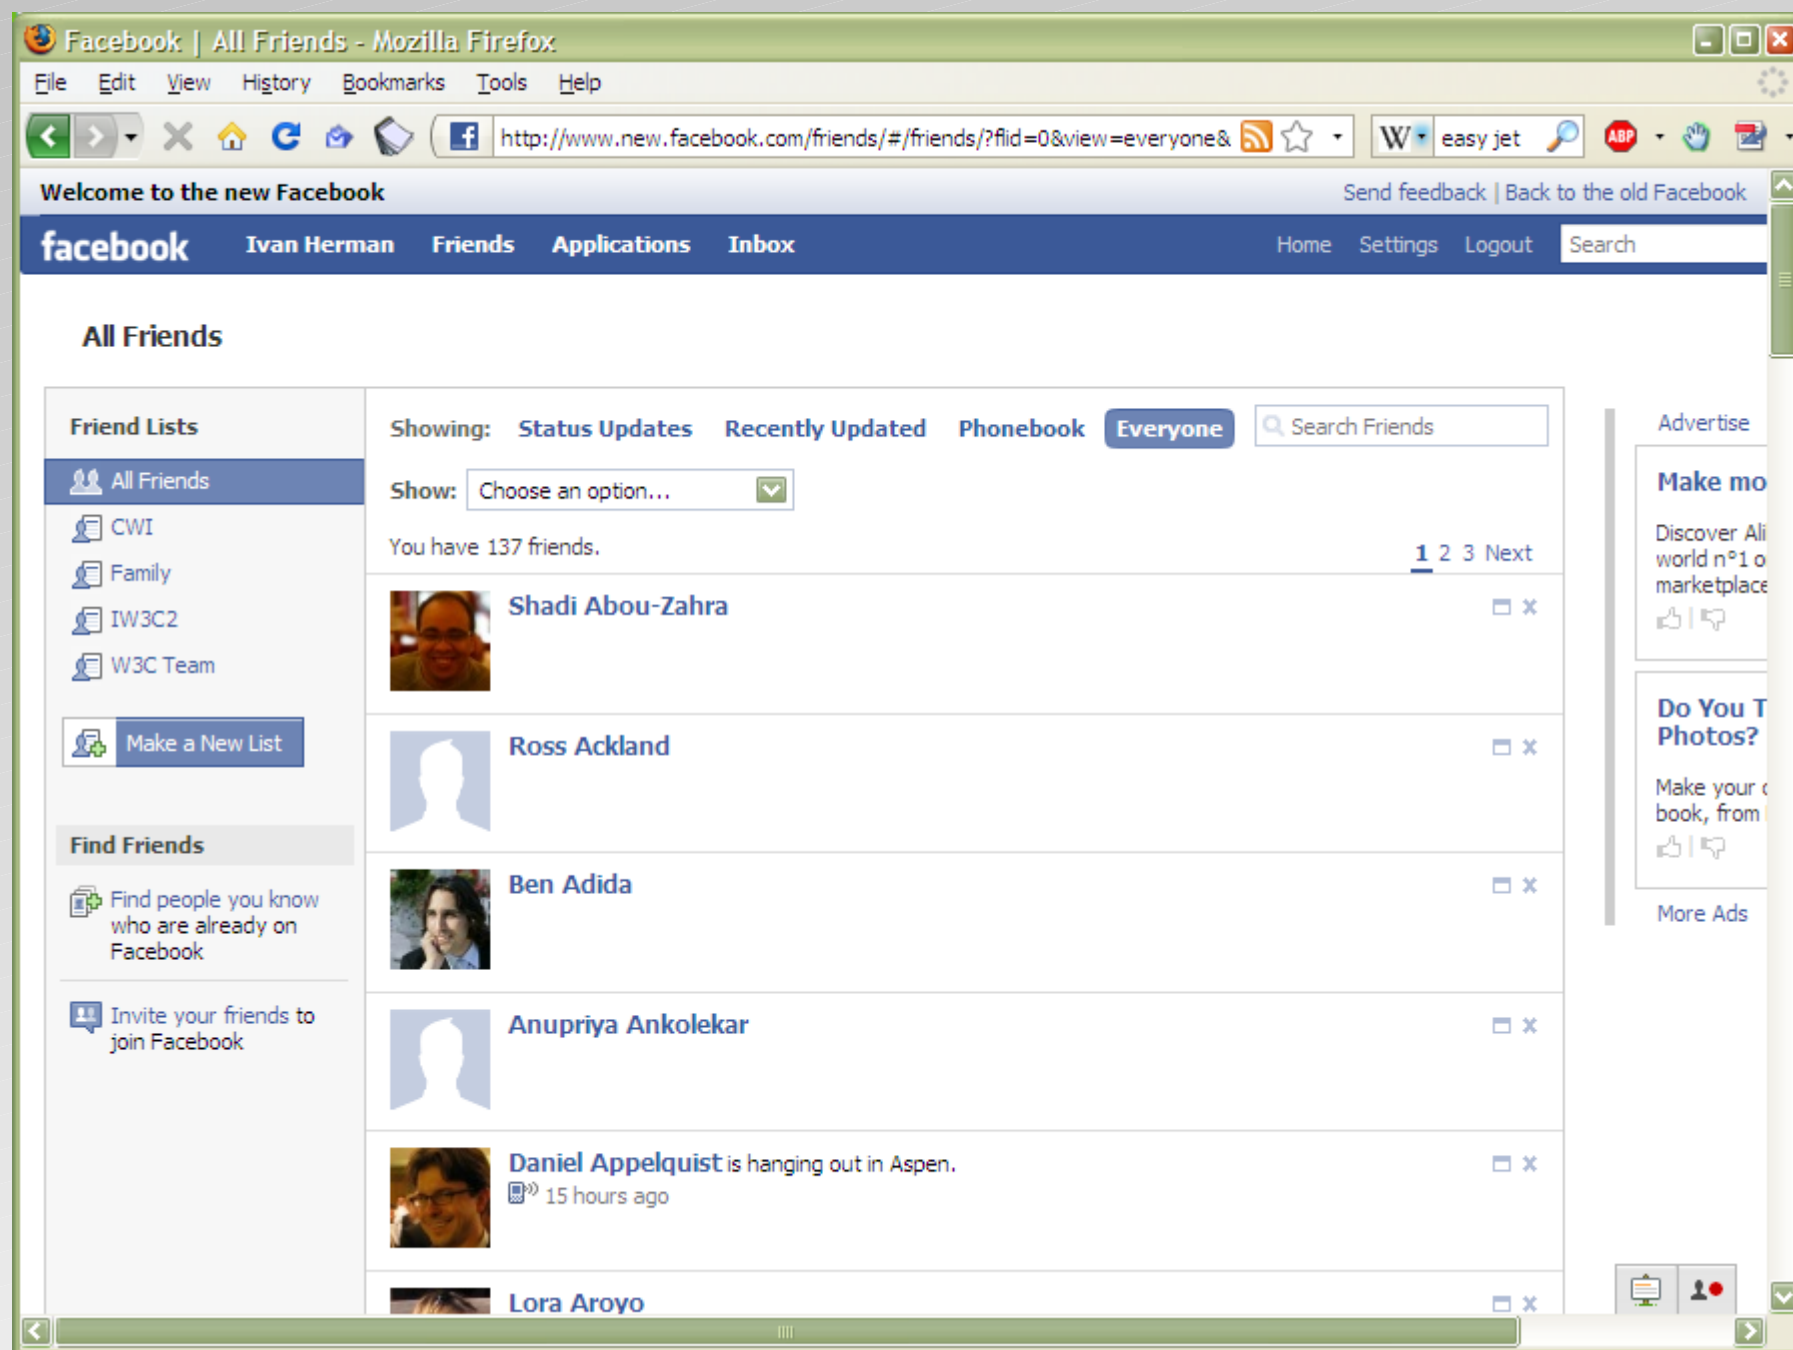 Facebook | All Friends - Mozilla Firefox
File Edit View History Bookmarks Tools Help
http://www.new.facebook.com/friends/#/friends/?flid=0&view=everyone& W easy jet ABP
Welcome to the new Facebook Send feedback | Back to the old Facebook
facebook Ivan Herman Friends Applications Inbox Home Settings Logout Search
All Friends
Friend Lists
All Friends
CWI
Family
IW3C2
W3C Team
Make a New List
Find Friends
Find people you know
who are already on
Facebook
Invite your friends to
join Facebook
Showing: Status Updates Recently Updated Phonebook Everyone Search Friends
Show: Choose an option...
You have 137 friends. 1 2 3 Next
Shadi Abou-Zahra
Ross Ackland
Ben Adida
Anupriya Ankolekar
Daniel Appelquist is hanging out in Aspen.
15 hours ago
Lora Aroyo
Advertise
Make mo
Discover Ali
world n°1 o
marketplace
Do You T
Photos?
Make your
book, from
More Ads